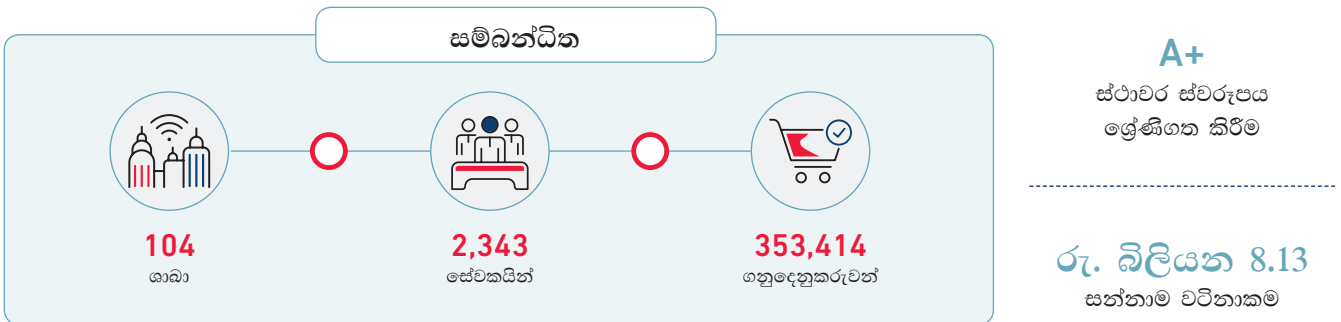 සම්බන්ධිත
104
ශාඛා
2,343
සේවකයින්
353,414
ගනුදෙනුකරුවන්
A+
ස්ථාවර ස්වරූපය
ශ්‍රේණිගත කිරීම
රු. බිලියන 8.13
සන්නාම වටිනාකම